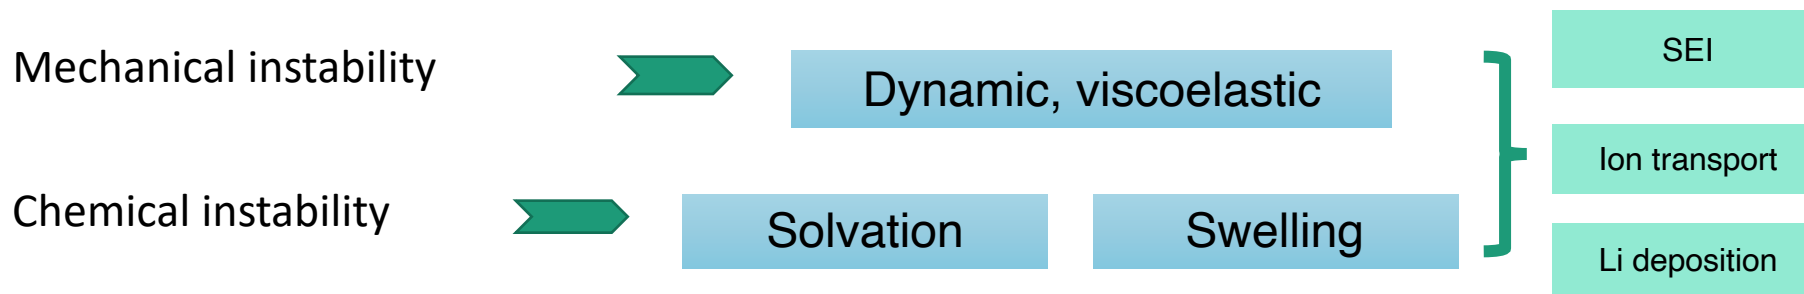 Mechanical instability
Dynamic, viscoelastic
Chemical instability
Solvation
Swelling
SEI
Ion transport
Li deposition